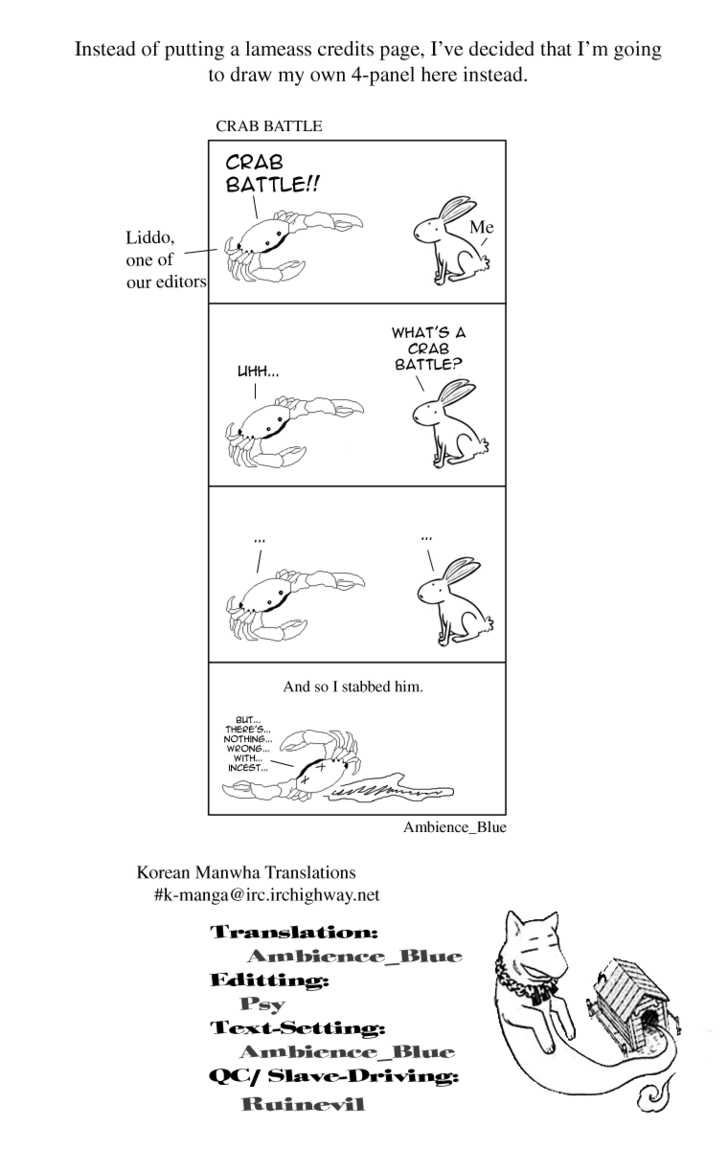 Instead of putting a lameass credits page, I've decided that I'm going
to draw my own 4-panel here instead.
CRAB BATTLE
CRAB
BATTLE!!
Me
Liddo,
one of
our editors
WHAT'S A
CRAB
BATTLE?
UHH...
...
...
And so I stabbed him.
BUT...
THERE'S...
NOTHING...
WRONG...
WITH...
INCEST...
Ambience_Blue
Korean Manwha Translations
#k-manga@irc.irchighway.net
Translation:
Ambience_Blue
Editting:
Psy
Text-Setting:
Ambience_Blue
QC/ Slave-Driving:
Ruinevil